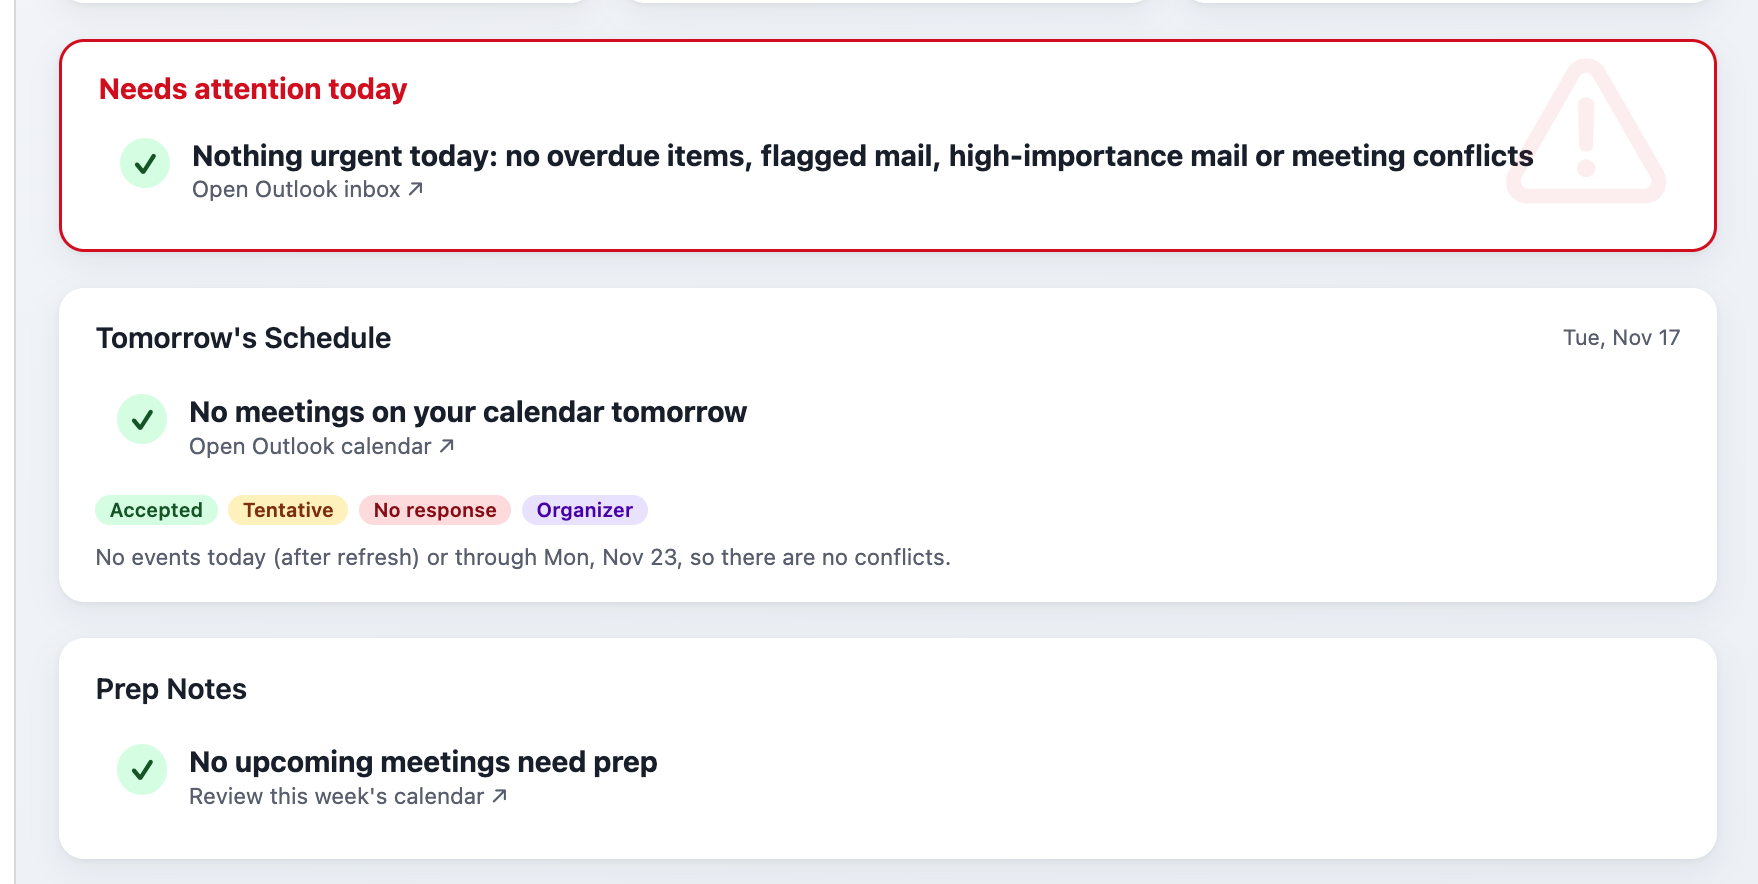 Needs attention today
Nothing urgent today: no overdue items, flagged mail, high-importance mail or meeting conflicts
Open Outlook inbox ↗
Tomorrow's Schedule
Tue, Nov 17
No meetings on your calendar tomorrow
Open Outlook calendar ↗
Accepted Tentative No response Organizer
No events today (after refresh) or through Mon, Nov 23, so there are no conflicts.
Prep Notes
No upcoming meetings need prep
Review this week's calendar ↗